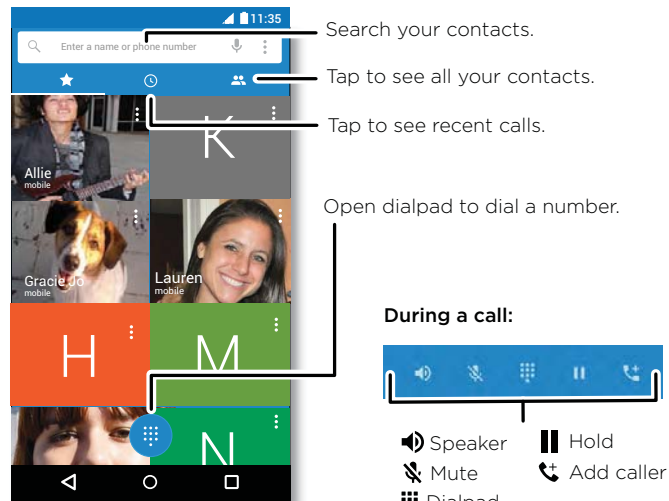 11:35
Enter a name or phone number
Search your contacts.
Tap to see all your contacts.
Tap to see recent calls.
Allie
mobile
K
Open dialpad to dial a number.
Gracie Jo
mobile
Lauren
mobile
H
M
N
During a call:
Speaker
Hold
Mute
Add caller
Dialpad